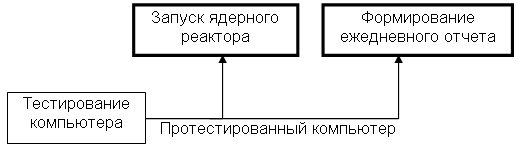 Запуск ядерного
реактора
Формирование
ежедневного отчета
Тестирование
компьютера
Протестированный компьютер